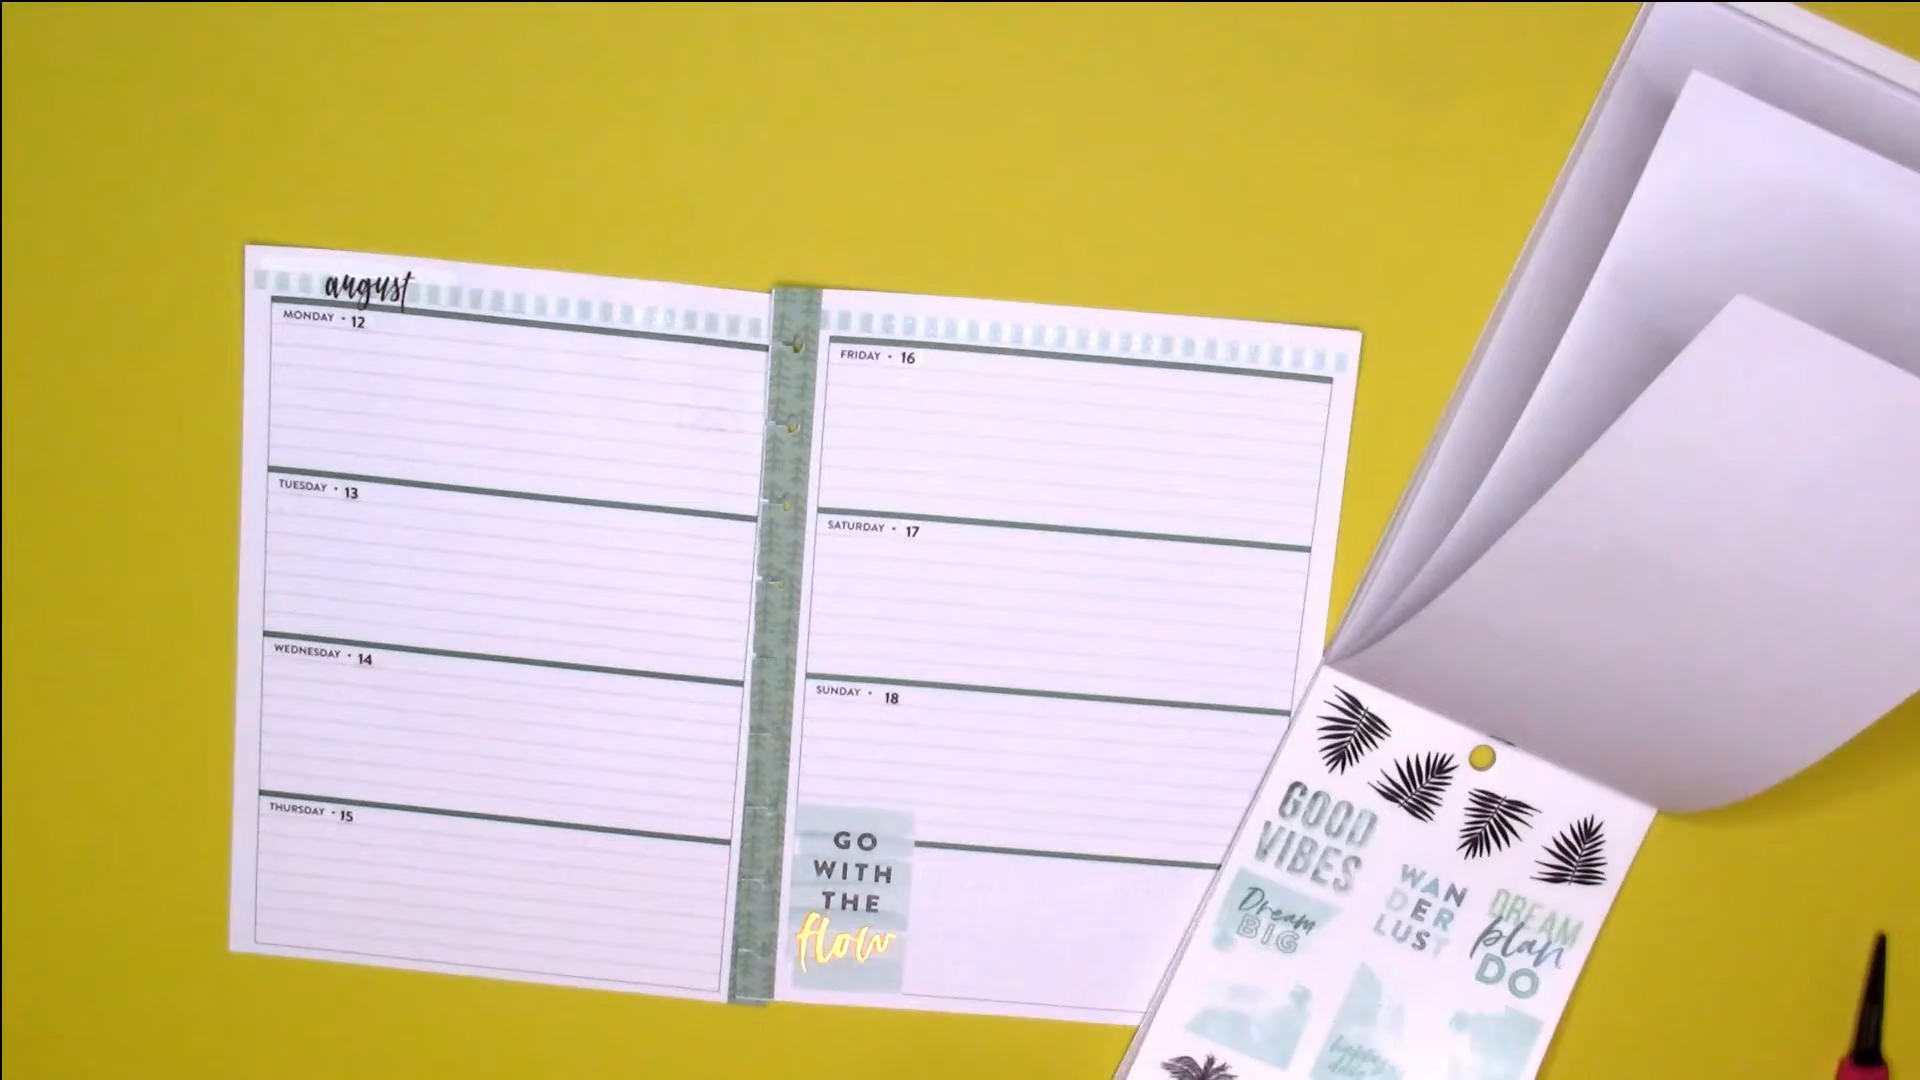 august
MONDAY • 12
TUESDAY • 13
WEDNESDAY • 14
THURSDAY • 15
FRIDAY • 16
SATURDAY • 17
SUNDAY • 18
GO
WITH
THE
flow
GOOD
VIBES
Dream
BIG
WAN
DER
LUST
DREAM
plan
DO
happy